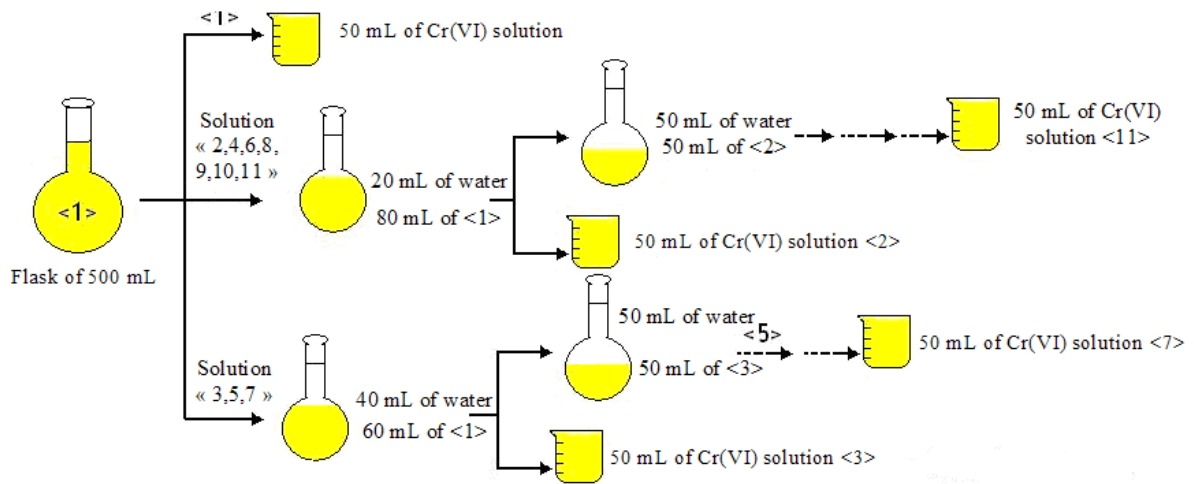 <1>
50 mL of Cr(VI) solution
Solution
« 2,4,6,8,
9,10,11 »
20 mL of water
80 mL of <1>
50 mL of water
50 mL of <2>
50 mL of Cr(VI)
solution <11>
<1>
Flask of 500 mL
50 mL of Cr(VI) solution <2>
Solution
« 3,5,7 »
40 mL of water
60 mL of <1>
50 mL of water
50 mL of <3>
<5>
50 mL of Cr(VI) solution <7>
50 mL of Cr(VI) solution <3>